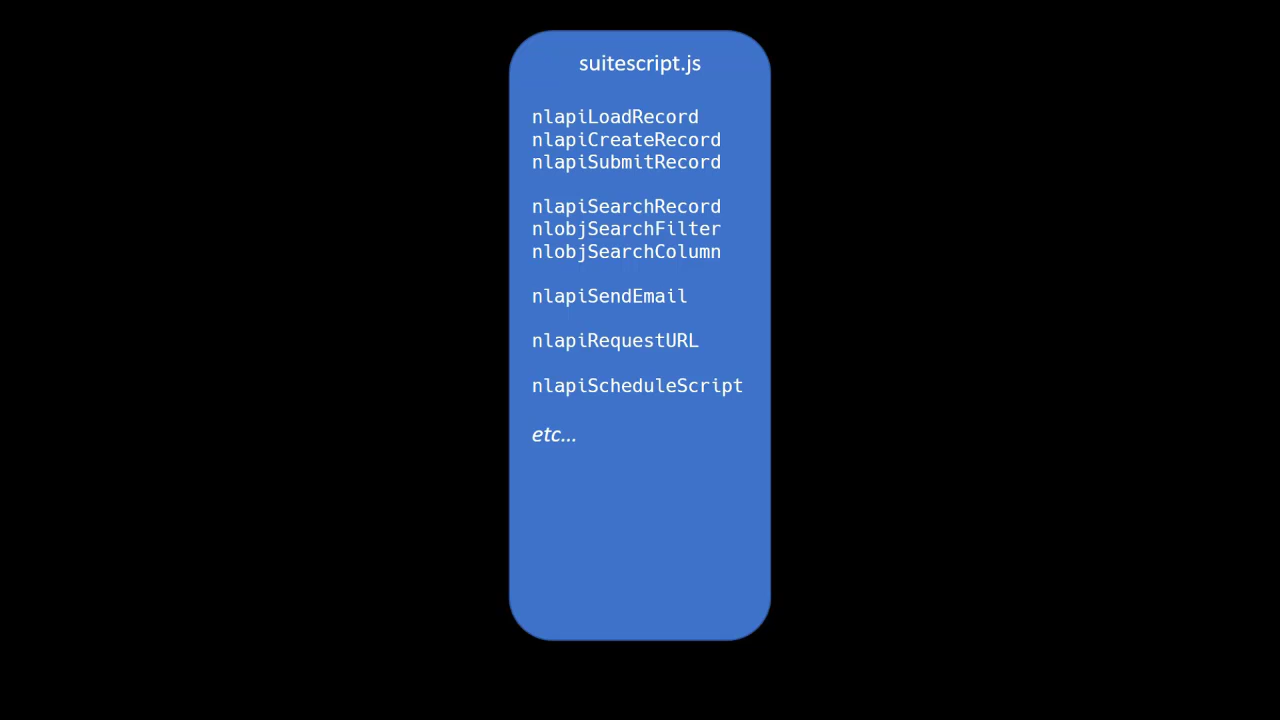 suitescript.js
nlapiLoadRecord
nlapiCreateRecord
nlapiSubmitRecord
nlapiSearchRecord
nlobjSearchFilter
nlobjSearchColumn
nlapiSendEmail
nlapiRequestURL
nlapiScheduleScript
etc...